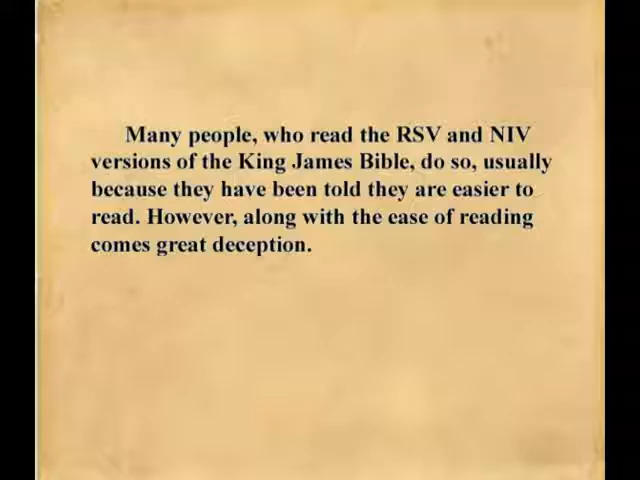 Many people, who read the RSV and NIV
versions of the King James Bible, do so, usually
because they have been told they are easier to
read. However, along with the ease of reading
comes great deception.